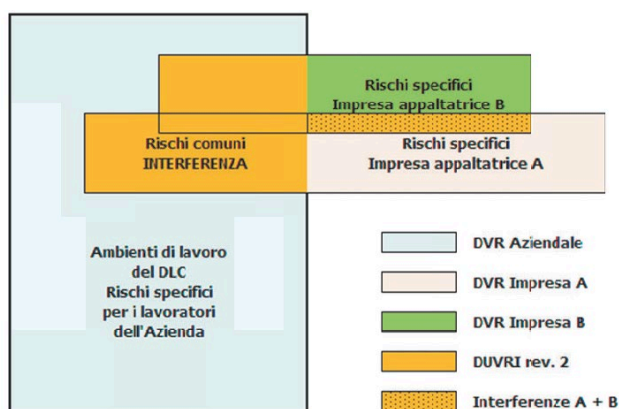 Rischi specifici
Impresa appaltatrice B
Rischi comuni
INTERFERENZA
Rischi specifici
Impresa appaltatrice A
Ambienti di lavoro
del DLC
Rischi specifici
per i lavoratori
dell'Azienda
DVR Aziendale
DVR Impresa A
DVR Impresa B
DUVRI rev. 2
Interferenze A + B